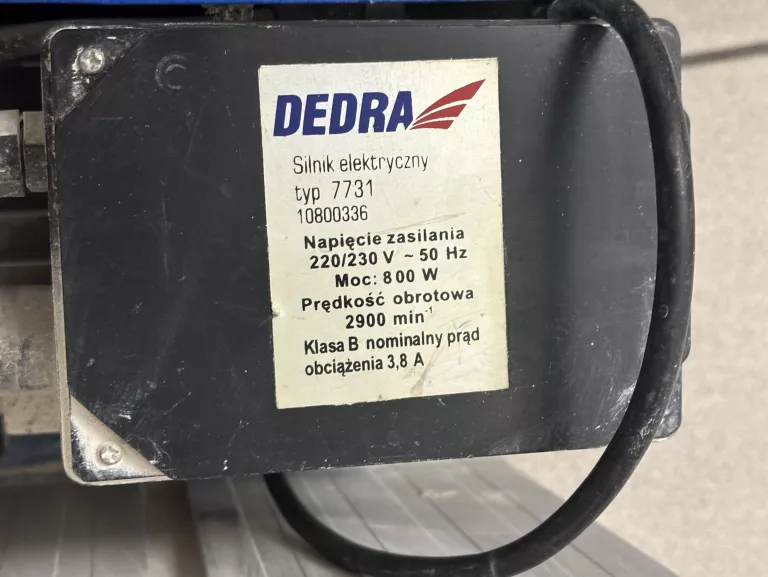 DEDRA
Silnik elektryczny
typ 7731
10800336
Napięcie zasilania
220/230 V ~ 50 Hz
Moc: 800 W
Prędkość obrotowa
2900 min⁻¹
Klasa B nominalny prąd
obciążenia 3,8 A